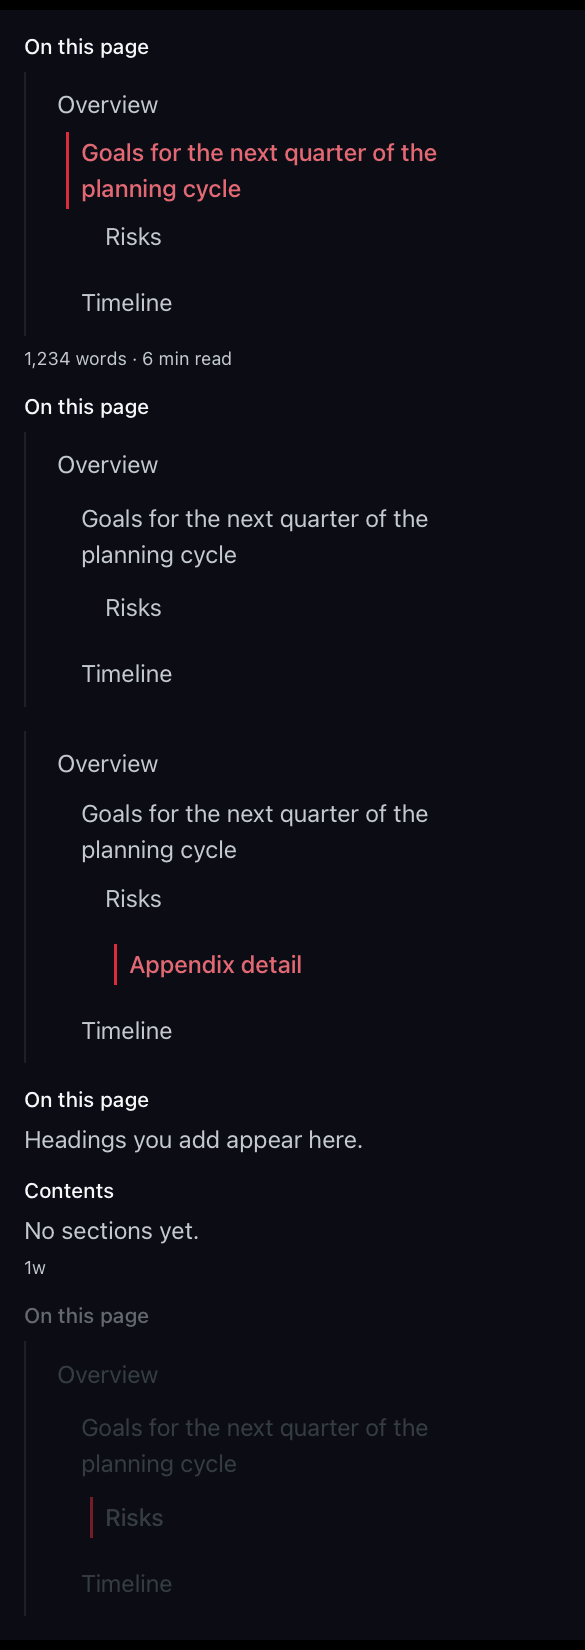 On this page
Overview
Goals for the next quarter of the
planning cycle
Risks
Timeline
1,234 words · 6 min read
On this page
Overview
Goals for the next quarter of the
planning cycle
Risks
Timeline
Overview
Goals for the next quarter of the
planning cycle
Risks
Appendix detail
Timeline
On this page
Headings you add appear here.
Contents
No sections yet.
1w
On this page
Overview
Goals for the next quarter of the
planning cycle
Risks
Timeline